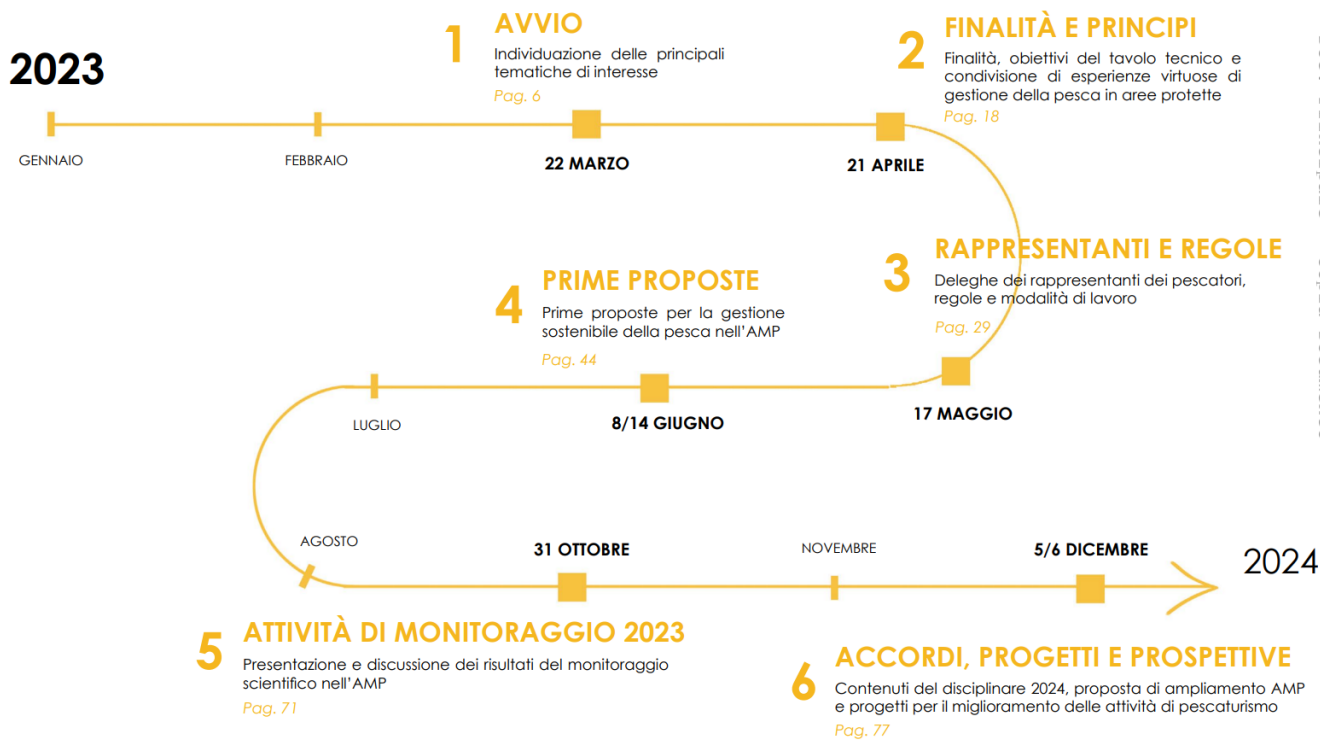 2023
1
AVVIO
Individuazione delle principali
tematiche di interesse
Pag. 6
2
FINALITÀ E PRINCIPI
Finalità, obiettivi del tavolo tecnico e
condivisione di esperienze virtuose di
gestione della pesca in aree protette
Pag. 18
GENNAIO
FEBBRAIO
22 MARZO
21 APRILE
3
RAPPRESENTANTI E REGOLE
Deleghe dei rappresentanti dei pescatori,
regole e modalità di lavoro
Pag. 29
4
PRIME PROPOSTE
Prime proposte per la gestione
sostenibile della pesca nell'AMP
Pag. 44
17 MAGGIO
8/14 GIUGNO
LUGLIO
AGOSTO
31 OTTOBRE
NOVEMBRE
5/6 DICEMBRE
2024
5
ATTIVITÀ DI MONITORAGGIO 2023
Presentazione e discussione dei risultati del monitoraggio
scientifico nell'AMP
Pag. 71
6
ACCORDI, PROGETTI E PROSPETTIVE
Contenuti del disciplinare 2024, proposta di ampliamento AMP
e progetti per il miglioramento delle attività di pescaturismo
Pag. 77